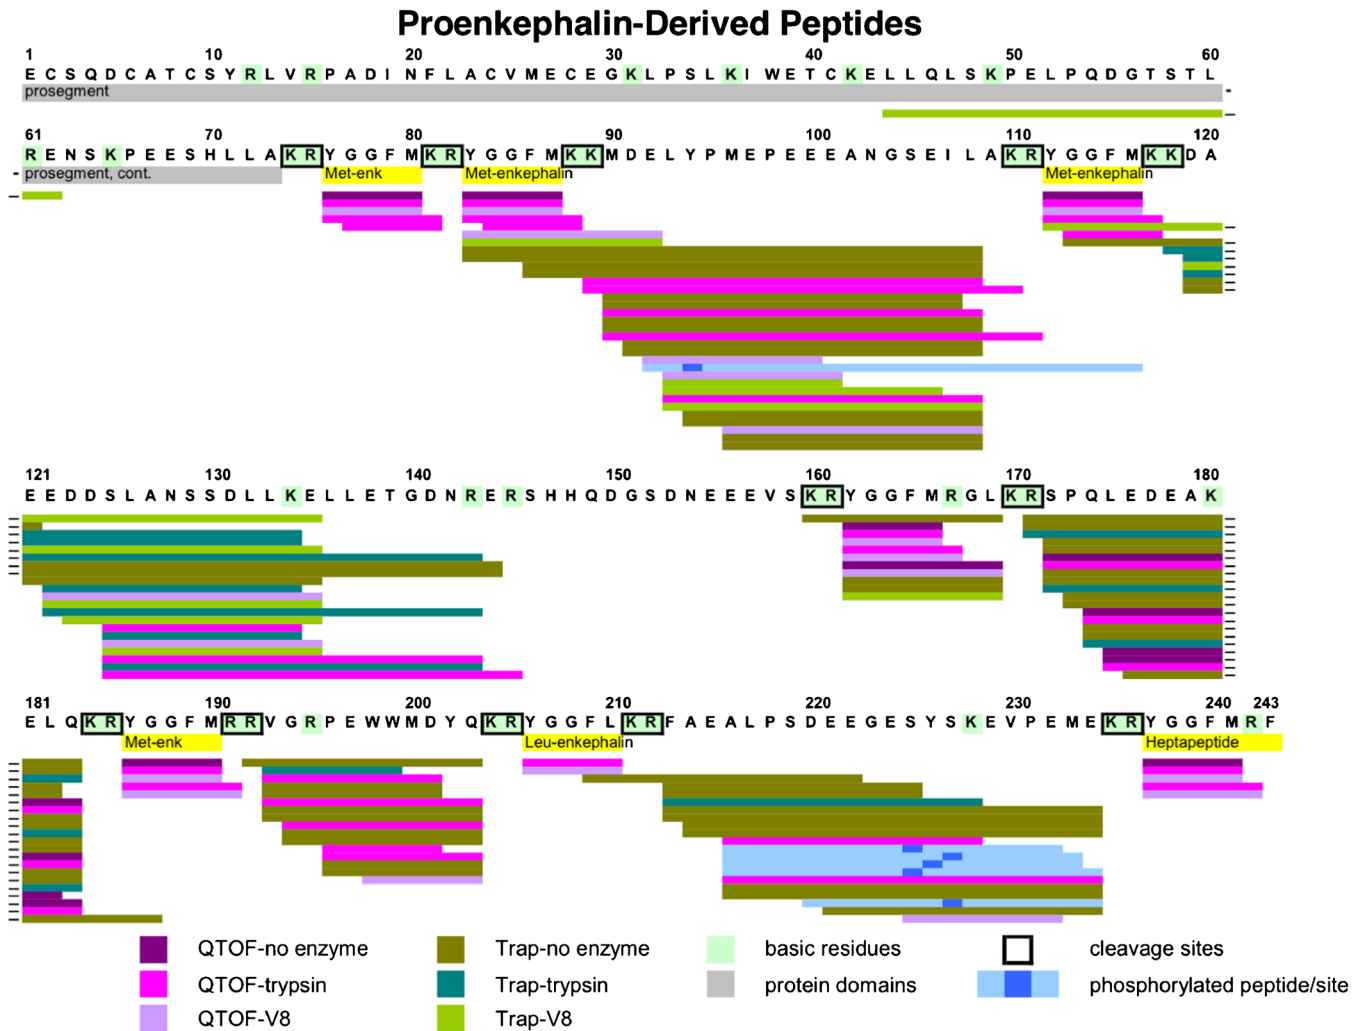 Proenkephalin-Derived Peptides
1 10 20 30 40 50 60
E C S Q D C A T C S Y R L V R P A D I N F L A C V M E C E G K L P S L K I W E T C K E L L Q L S K P E L P Q D G T S T L
prosegment
61 70 80 90 100 110 120
R E N S K P E E S H L L A K R Y G G F M K R Y G G F M K K M D E L Y P M E P E E E A N G S E I L A K R Y G G F M K K D A
prosegment, cont. Met-enk Met-enkephalin Met-enkephalin
121 130 140 150 160 170 180
E E D D S L A N S S D L L K E L L E T G D N R E R S H H Q D G S D N E E E V S K R Y G G F M R G L K R S P Q L E D E A K
181 190 200 210 220 230 240 243
E L Q K R Y G G F M R R V G R P E W W M D Y Q K R Y G G F L K R F A E A L P S D E E G E S Y S K E V P E M E K R Y G G F M R F
Met-enk Leu-enkephalin Heptapeptide
QTOF-no enzyme Trap-no enzyme basic residues cleavage sites
QTOF-trypsin Trap-trypsin protein domains phosphorylated peptide/site
QTOF-V8 Trap-V8